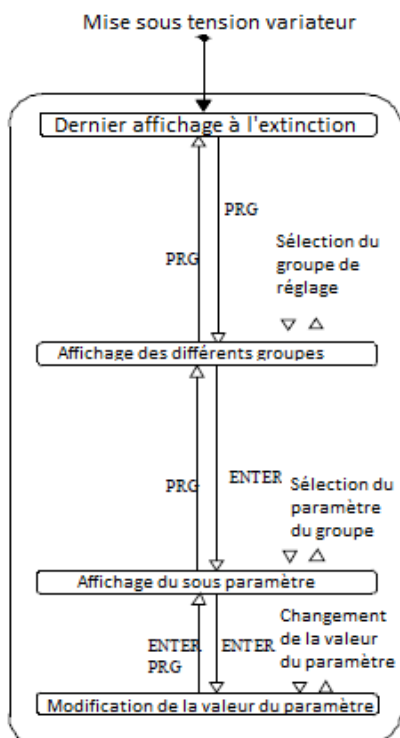 Mise sous tension variateur
Dernier affichage à l'extinction
PRG
PRG
Sélection du
groupe de
réglage
Affichage des différents groupes
PRG
ENTER
Sélection du
paramètre
du groupe
Affichage du sous paramètre
ENTER
PRG
ENTER
Changement
de la valeur
du paramètre
Modification de la valeur du paramètre